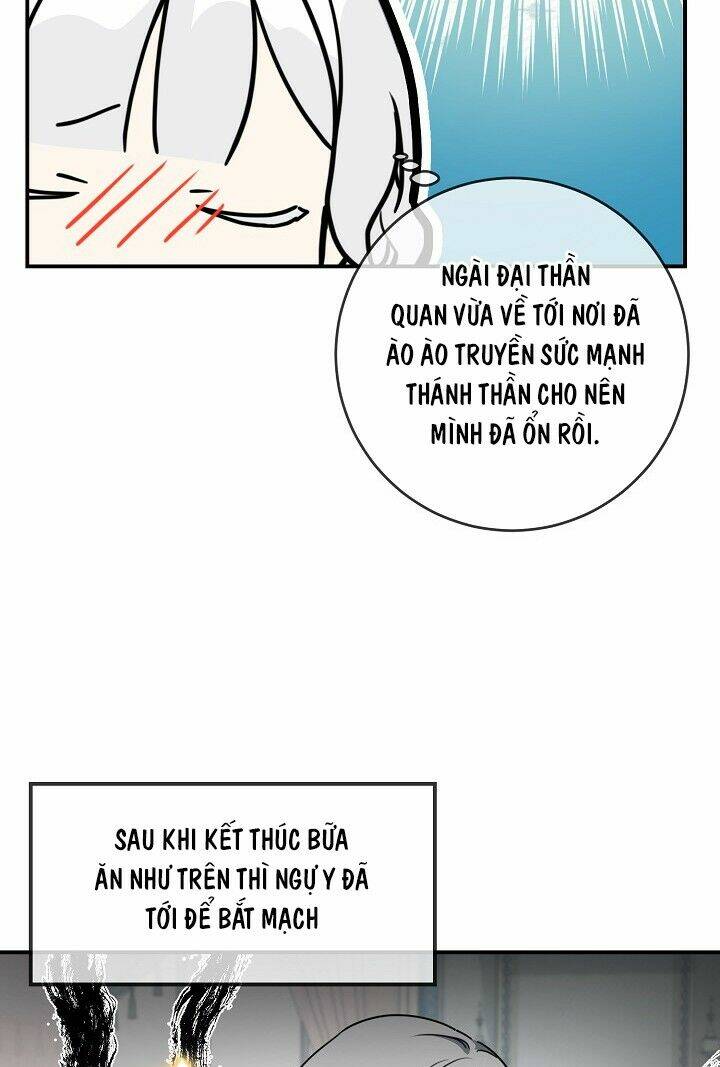 NGÀI ĐẠI THẦN
QUAN VỪA VỀ TỚI NƠI ĐÃ
ÀO ÀO TRUYỀN SỨC MẠNH
THÁNH THẦN CHO NÊN
MÌNH ĐÃ ỔN RỒI.
SAU KHI KẾT THÚC BỮA
ĂN NHƯ TRÊN THÌ NGỰ Y ĐÃ
TỚI ĐỂ BẮT MẠCH